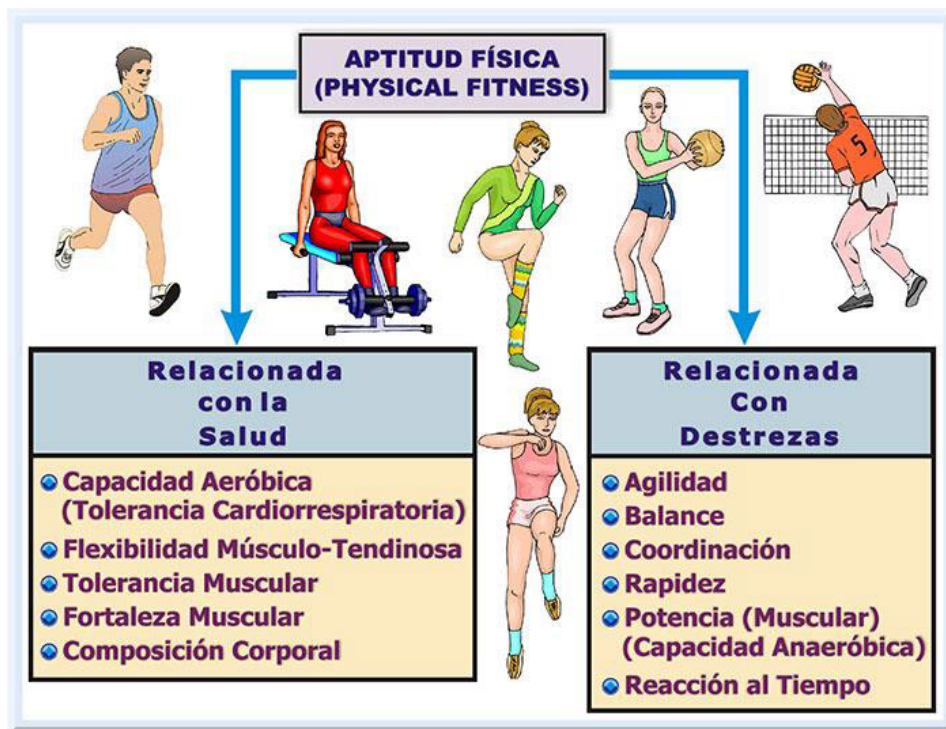 APTITUD FÍSICA
(PHYSICAL FITNESS)
5
Relacionada
con la
Salud
Capacidad Aeróbica
(Tolerancia Cardiorrespiratoria)
Flexibilidad Músculo-Tendinosa
Tolerancia Muscular
Fortaleza Muscular
Composición Corporal
Relacionada
Con
Destrezas
Agilidad
Balance
Coordinación
Rapidez
Potencia (Muscular)
(Capacidad Anaeróbica)
Reacción al Tiempo